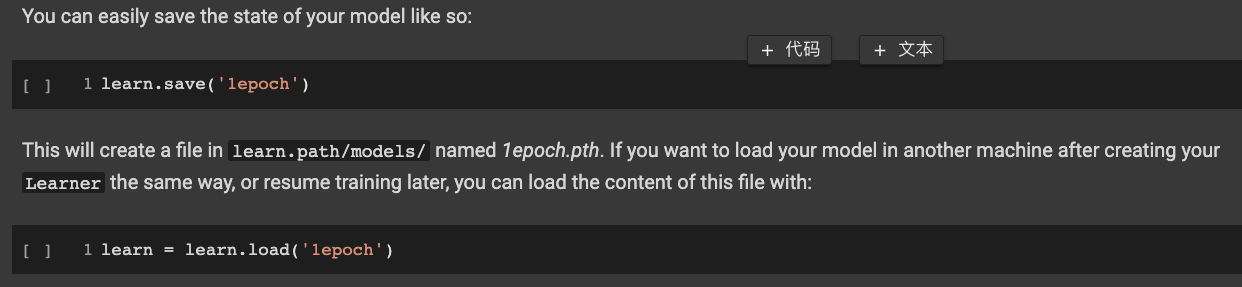 You can easily save the state of your model like so:
+ 代码 + 文本
[ ] 1 learn.save('1epoch')
This will create a file in learn.path/models/ named 1epoch.pth. If you want to load your model in another machine after creating your
Learner the same way, or resume training later, you can load the content of this file with:
[ ] 1 learn = learn.load('1epoch')